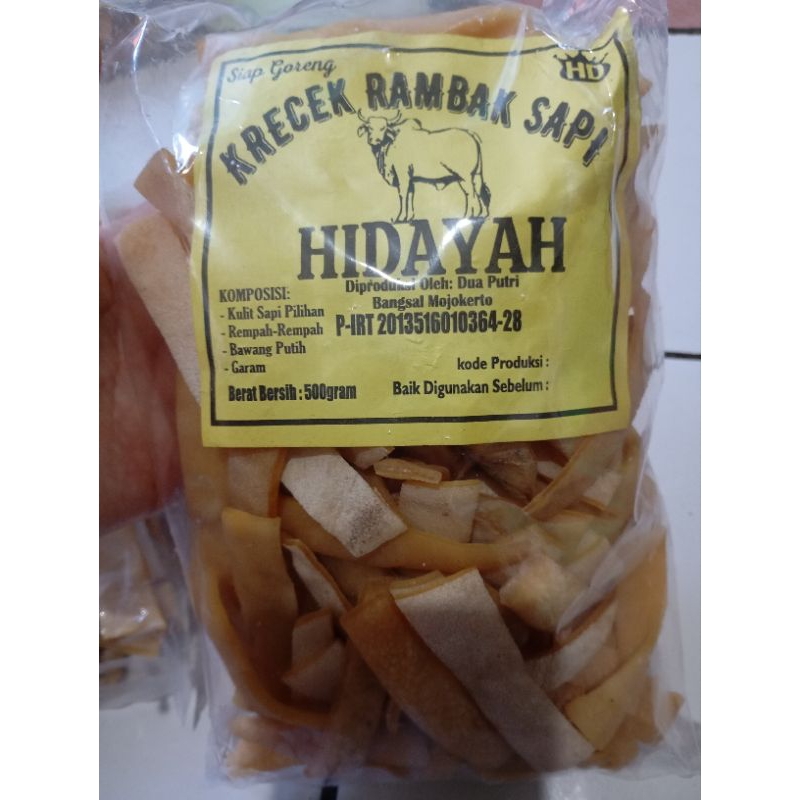 Siap Goreng
HD
KRECEK RAMBAK SAPI
HIDAYAH
Diproduksi Oleh: Dua Putri
Bangsal Mojokerto
P-IRT 2013516010364-28
KOMPOSISI:
- Kulit Sapi Pilihan
- Rempah-Rempah
- Bawang Putih
- Garam
Berat Bersih : 500gram
kode Produksi :
Baik Digunakan Sebelum :